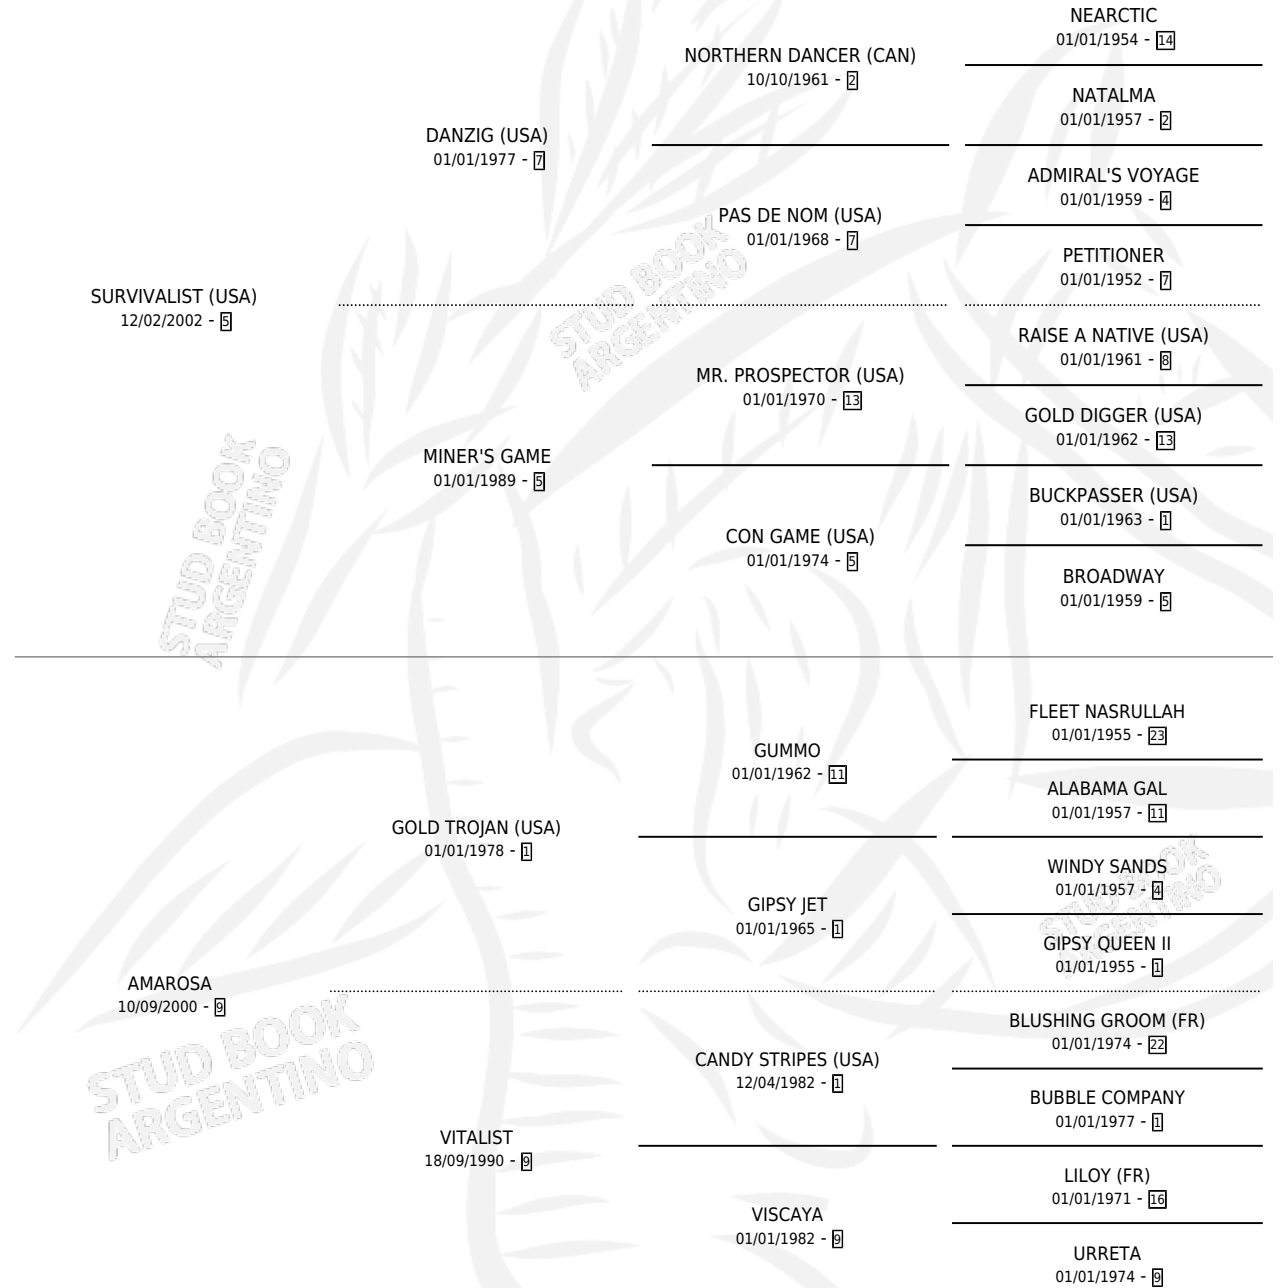 NEARCTIC
01/01/1954 - 14
NORTHERN DANCER (CAN)
10/10/1961 - 2
NATALMA
01/01/1957 - 2
DANZIG (USA)
01/01/1977 - 7
ADMIRAL'S VOYAGE
01/01/1959 - 4
PAS DE NOM (USA)
01/01/1968 - 7
PETITIONER
01/01/1952 - 7
SURVIVALIST (USA)
12/02/2002 - 5
STUD BOOK
ARGENTINO
RAISE A NATIVE (USA)
01/01/1961 - 8
MR. PROSPECTOR (USA)
01/01/1970 - 13
GOLD DIGGER (USA)
01/01/1962 - 13
MINER'S GAME
01/01/1989 - 5
BUCKPASSER (USA)
01/01/1963 - 1
CON GAME (USA)
01/01/1974 - 5
BROADWAY
01/01/1959 - 5
STUD BOOK
ARGENTINO
FLEET NASRULLAH
01/01/1955 - 23
GUMMO
01/01/1962 - 11
ALABAMA GAL
01/01/1957 - 11
GOLD TROJAN (USA)
01/01/1978 - 1
WINDY SANDS
01/01/1957 - 4
STUD BOOK
ARGENTINO
GIPSY JET
01/01/1965 - 1
GIPSY QUEEN II
01/01/1955 - 1
AMAROSA
10/09/2000 - 9
BLUSHING GROOM (FR)
01/01/1974 - 22
STUD BOOK
ARGENTINO
CANDY STRIPES (USA)
12/04/1982 - 1
BUBBLE COMPANY
01/01/1977 - 1
VITALIST
18/09/1990 - 9
LILOY (FR)
01/01/1971 - 16
VISCAYA
01/01/1982 - 9
URRETA
01/01/1974 - 9